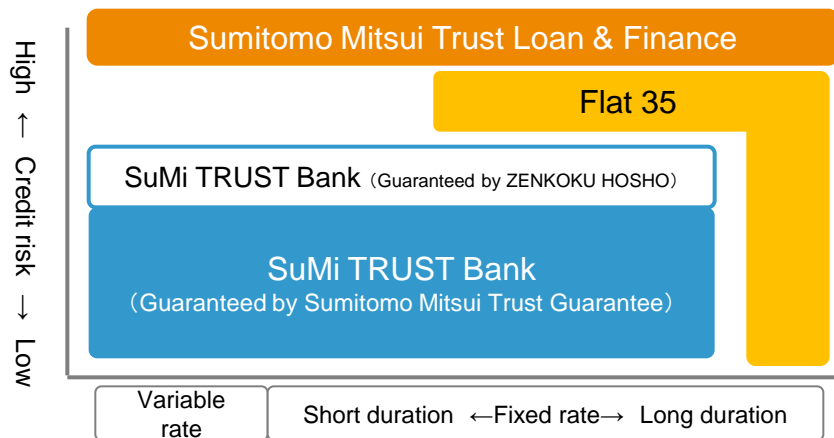 Sumitomo Mitsui Trust Loan & Finance
Flat 35
SuMi TRUST Bank（Guaranteed by ZENKOKU HOSHO）
SuMi TRUST Bank
（Guaranteed by Sumitomo Mitsui Trust Guarantee）
High ← Credit risk → Low
Variable
rate
Short duration ←Fixed rate→ Long duration